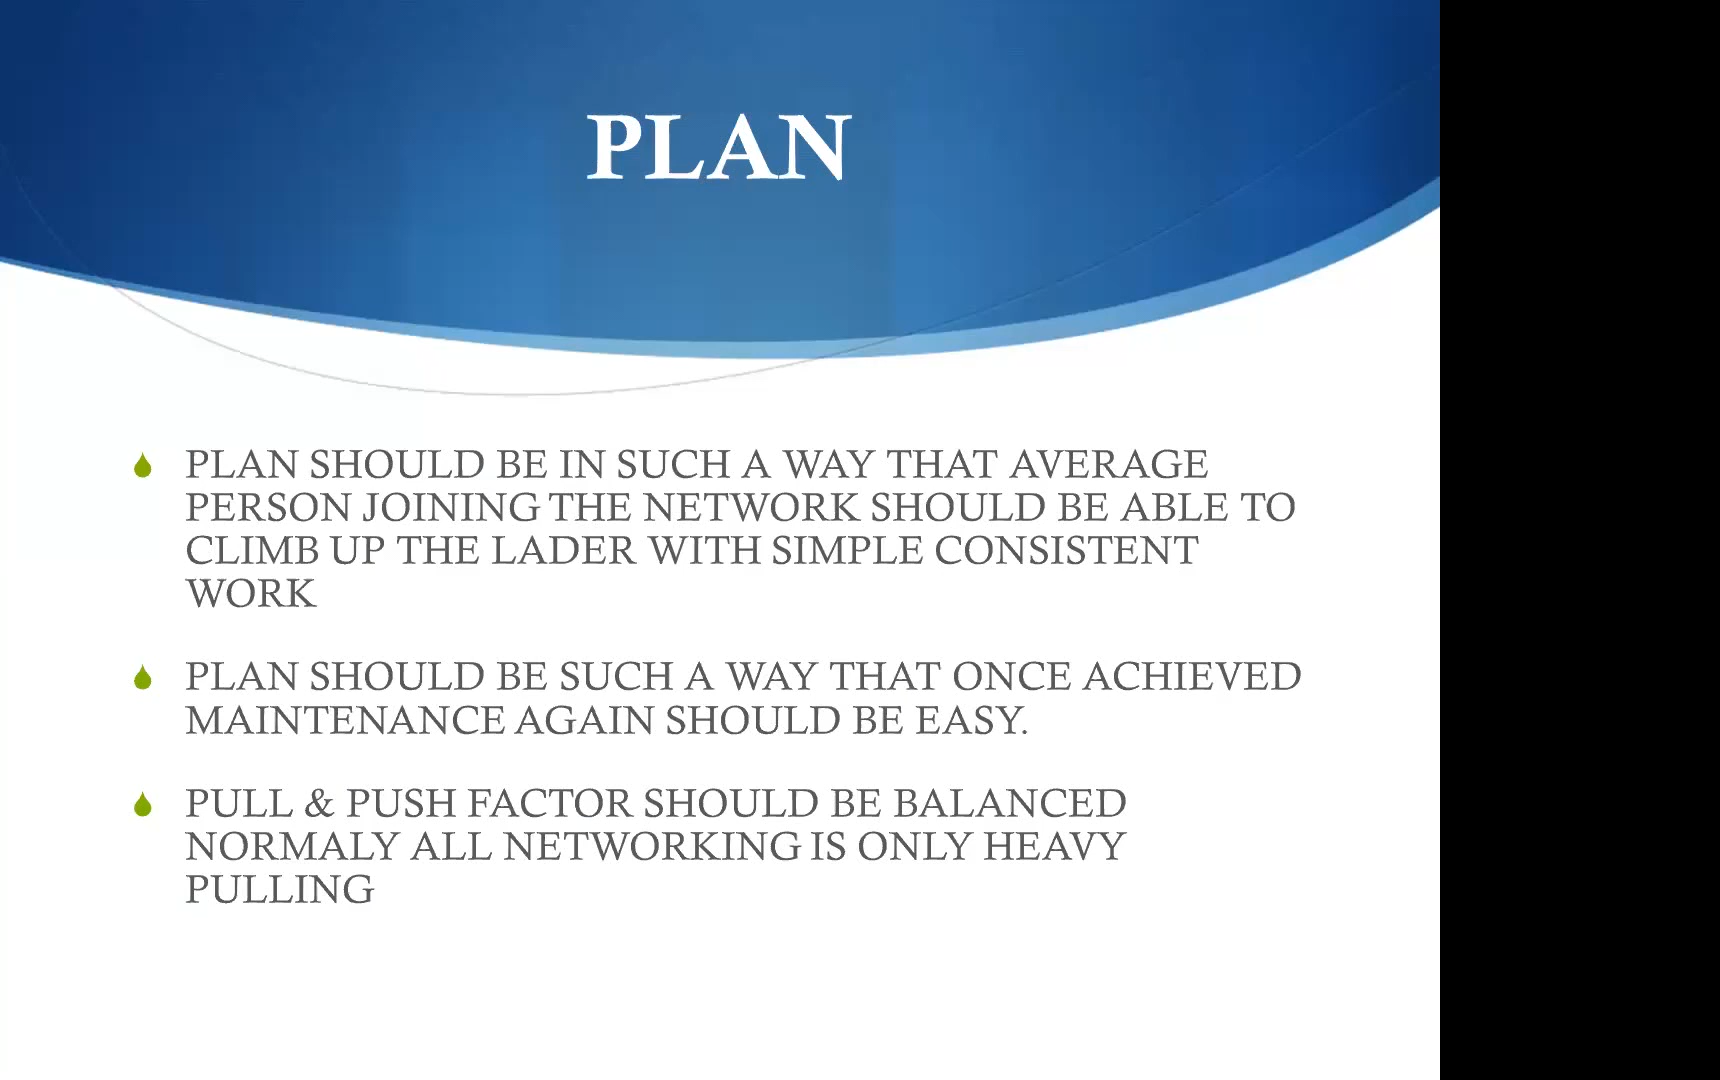 PLAN
PLAN SHOULD BE IN SUCH A WAY THAT AVERAGE
PERSON JOINING THE NETWORK SHOULD BE ABLE TO
CLIMB UP THE LADER WITH SIMPLE CONSISTENT
WORK
PLAN SHOULD BE SUCH A WAY THAT ONCE ACHIEVED
MAINTENANCE AGAIN SHOULD BE EASY.
PULL & PUSH FACTOR SHOULD BE BALANCED
NORMALY ALL NETWORKING IS ONLY HEAVY
PULLING